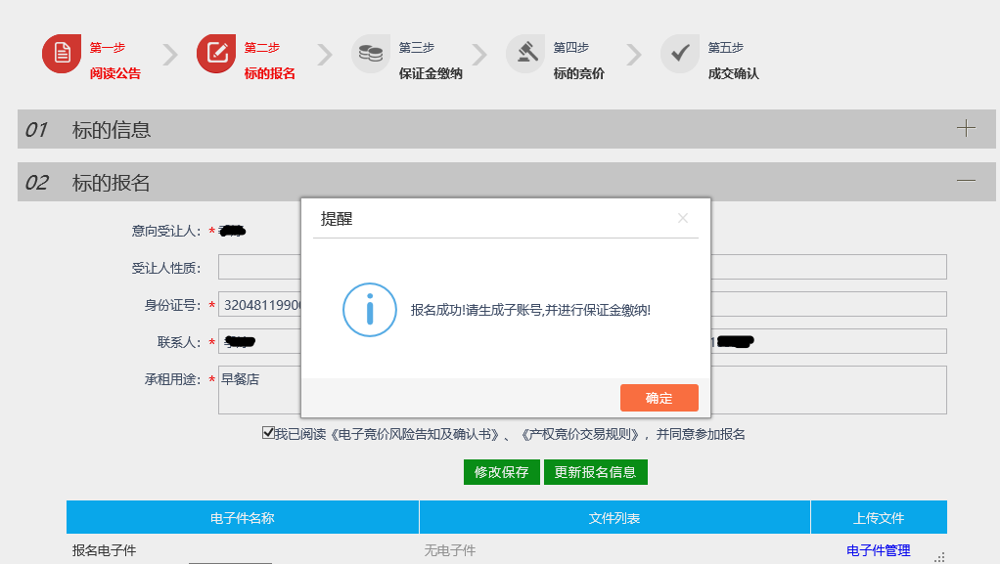 第一步
阅读公告
第二步
标的报名
第三步
保证金缴纳
第四步
标的竞价
第五步
成交确认
01 标的信息
02 标的报名
提醒
意向受让人：*
受让人性质：
身份证号：* 3204811990
报名成功!请生成子账号,并进行保证金缴纳!
联系人：*
承租用途：* 早餐店
确定
我已阅读《电子竞价风险告知及确认书》、《产权竞价交易规则》，并同意参加报名
修改保存 更新报名信息
电子件名称 文件列表 上传文件
报名电子件 无电子件 电子件管理